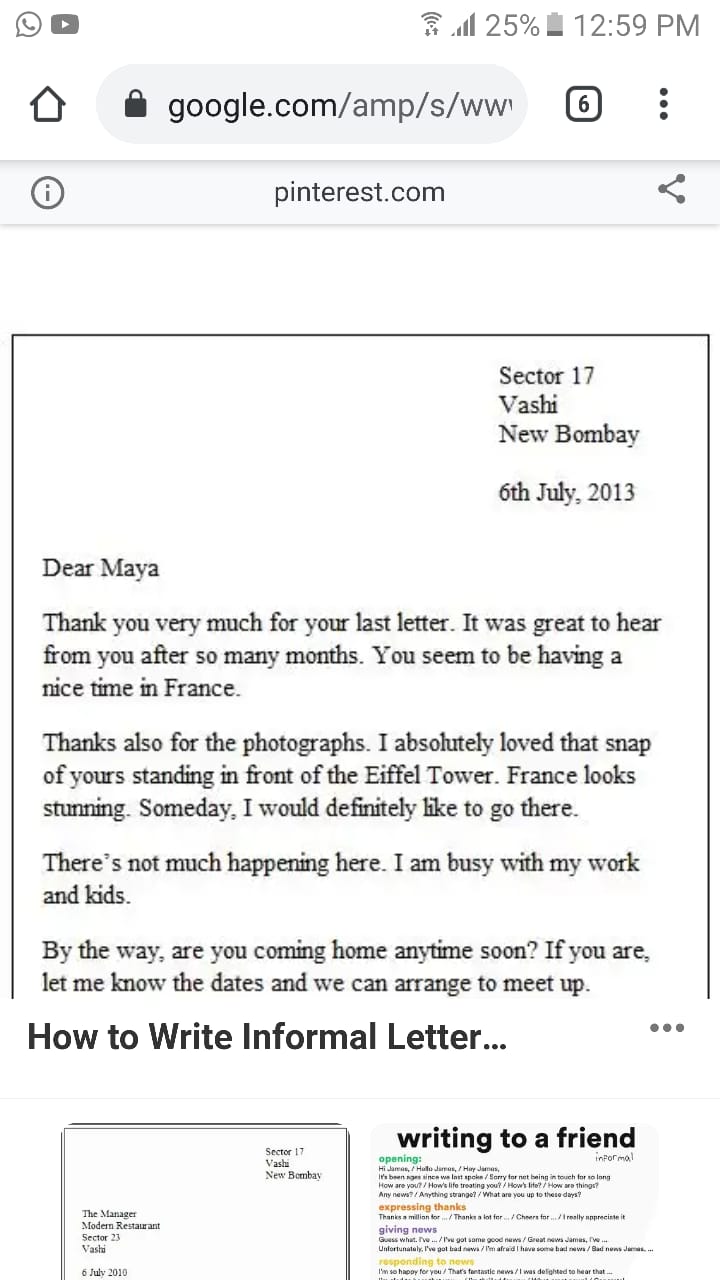 25% 12:59 PM
google.com/amp/s/www
6
pinterest.com
Sector 17
Vashi
New Bombay
6th July, 2013
Dear Maya
Thank you very much for your last letter. It was great to hear
from you after so many months. You seem to be having a
nice time in France.
Thanks also for the photographs. I absolutely loved that snap
of yours standing in front of the Eiffel Tower. France looks
stunning. Someday, I would definitely like to go there.
There's not much happening here. I am busy with my work
and kids.
By the way, are you coming home anytime soon? If you are,
let me know the dates and we can arrange to meet up.
How to Write Informal Letter...
Sector 17
Vashi
New Bombay
The Manager
Modern Restaurant
Sector 23
Vashi
6 July 2010
writing to a friend
informal
opening:
Hi James, / Hello James, / Hey James,
It's been ages since we last spoke / Sorry for not being in touch for so long
How are you? / How's life treating you? / How's life? / How are things?
Any news? / Anything strange? / What are you up to these days?
expressing thanks
Thanks a million for ... / Thanks a lot for ... / Cheers for ... / I really appreciate it
giving news
Guess what. I've ... / I've got some good news / Great news James, I've ...
Unfortunately, I've got bad news / I'm afraid I have some bad news / Bad news James, ...
responding to news
I'm so happy for you / That's fantastic news / I was delighted to hear that ...